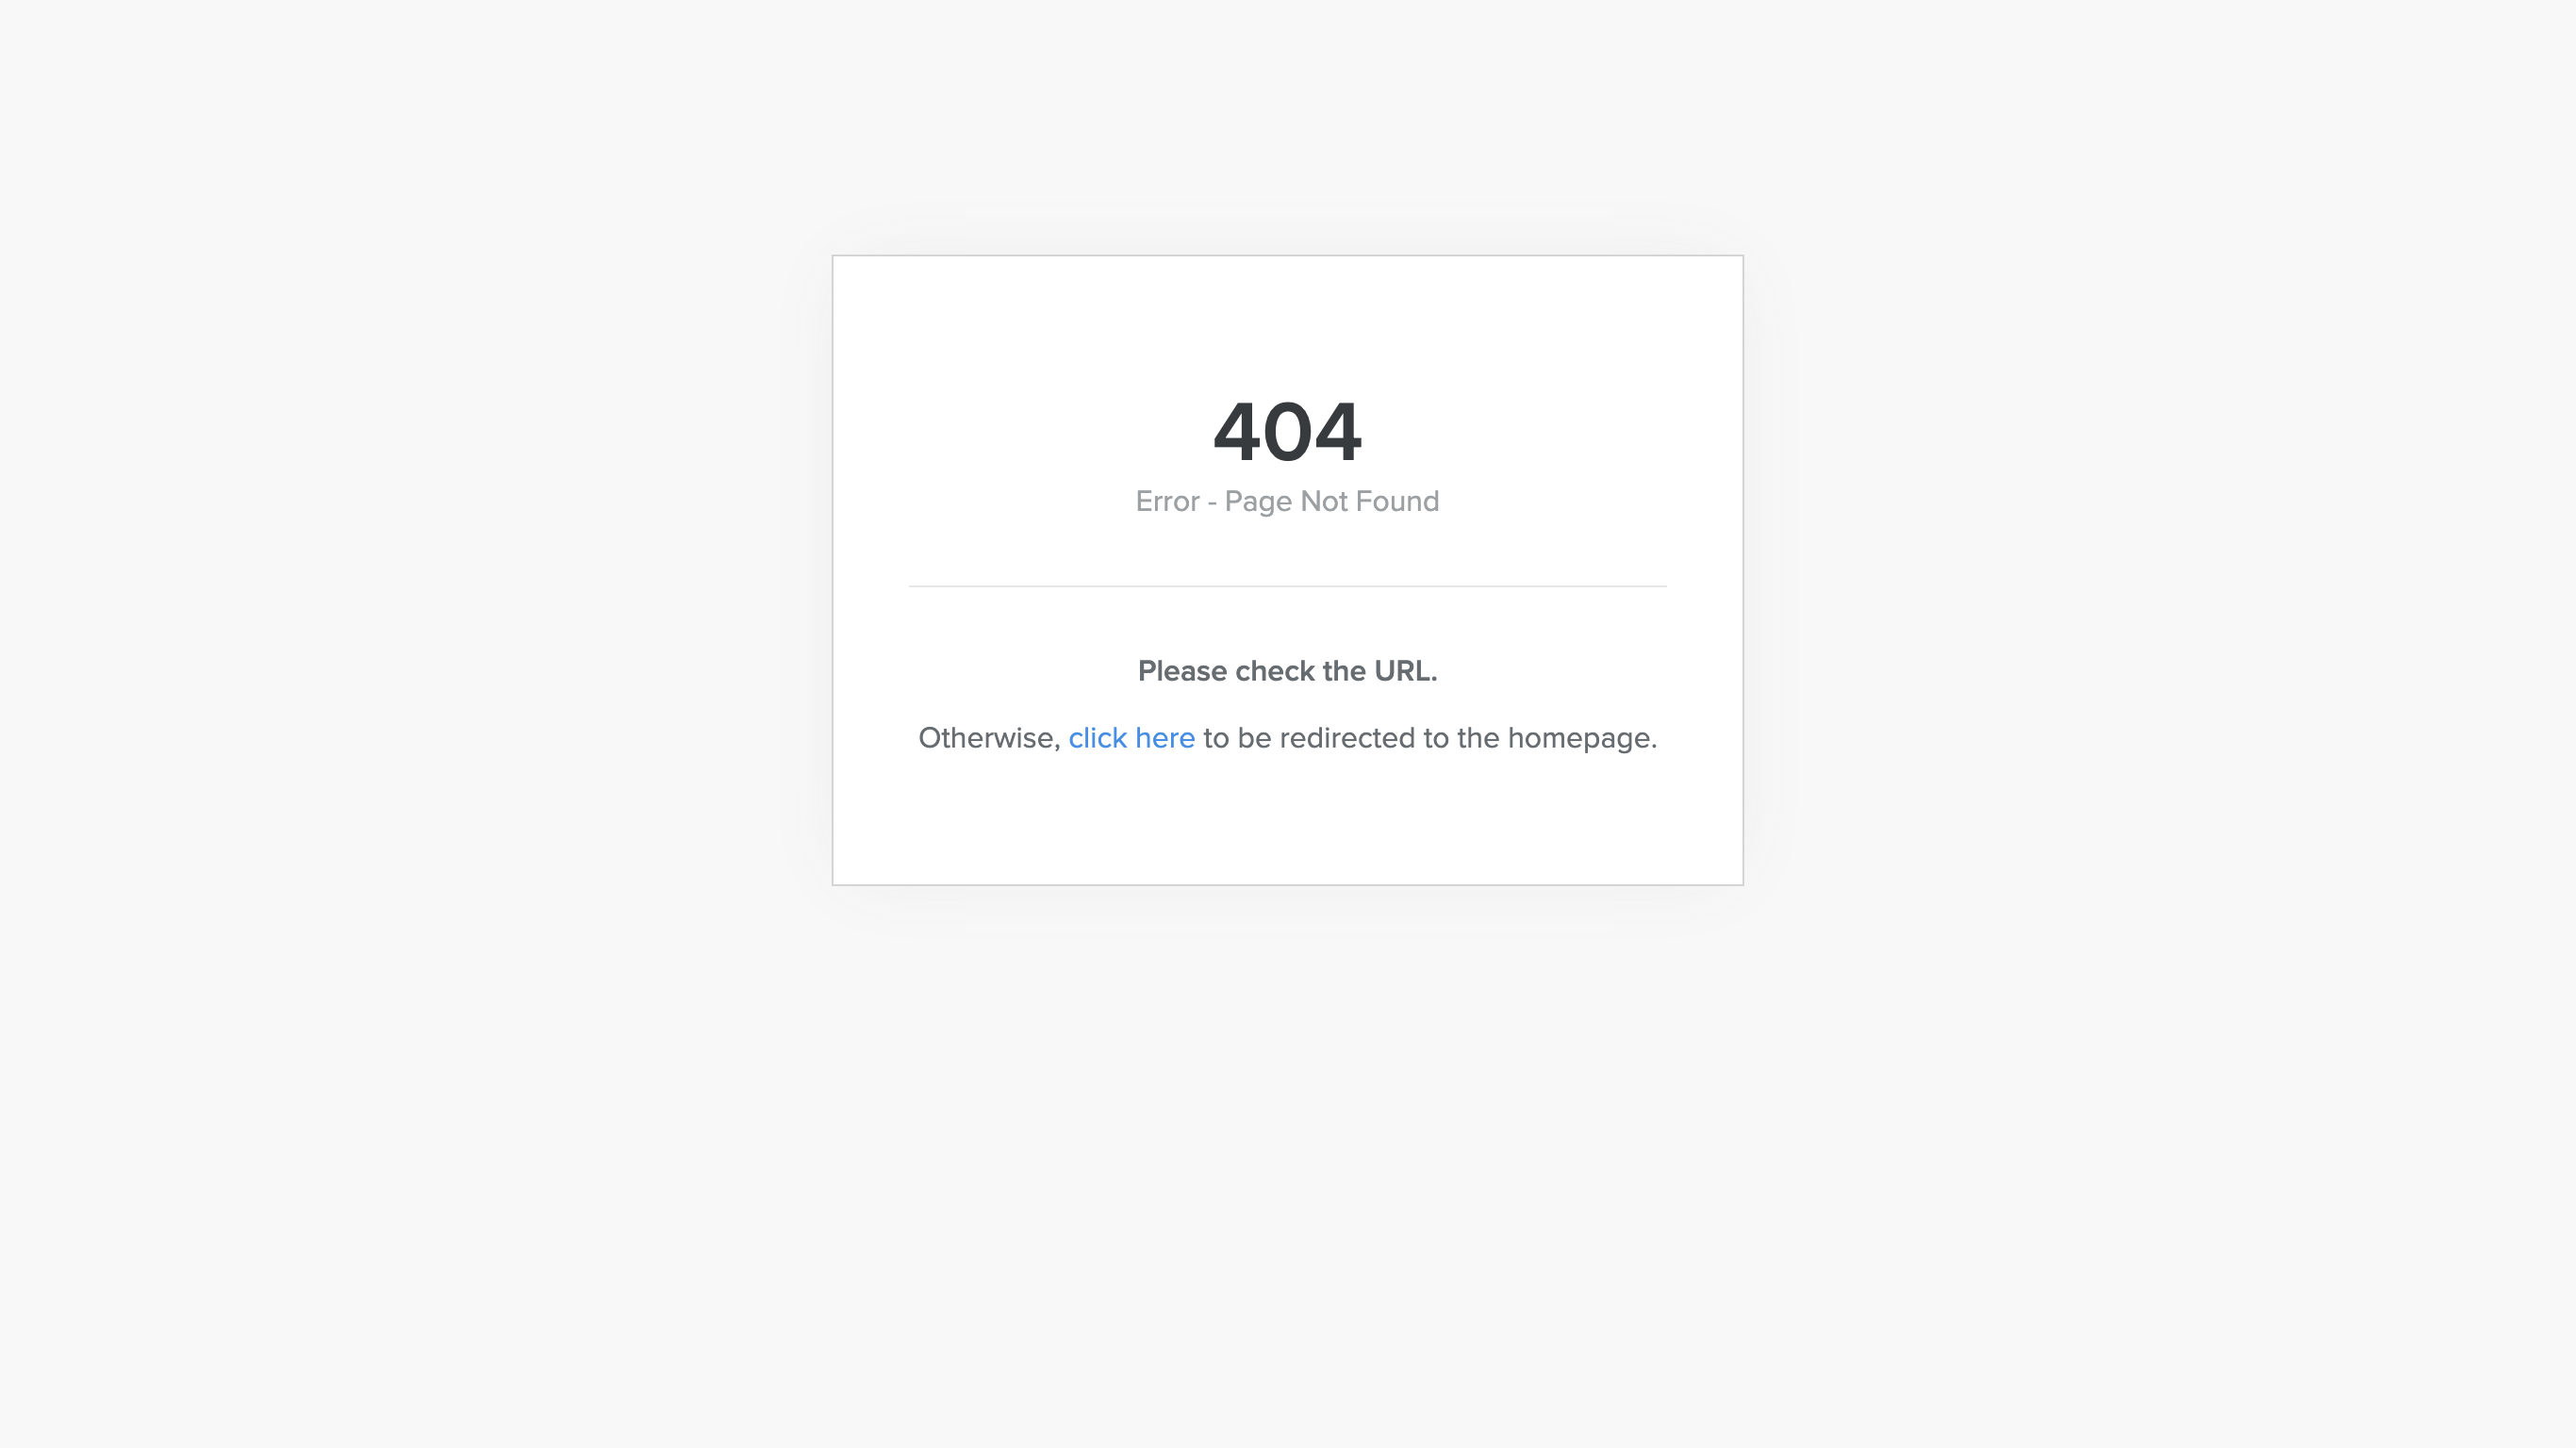 404
Error - Page Not Found
Please check the URL.
Otherwise, click here to be redirected to the homepage.